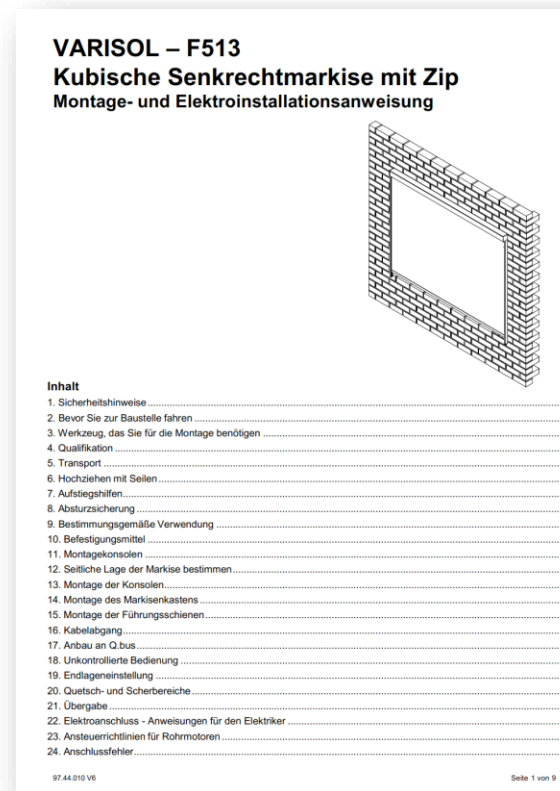 VARISOL – F513
Kubische Senkrechtmarkise mit Zip
Montage- und Elektroinstallationsanweisung
Inhalt
1. Sicherheitshinweise
2. Bevor Sie zur Baustelle fahren
3. Werkzeug, das Sie für die Montage benötigen
4. Qualifikation
5. Transport
6. Hochziehen mit Seilen
7. Aufstiegshilfen
8. Absturzsicherung
9. Bestimmungsgemäße Verwendung
10. Befestigungsmittel
11. Montagekonsolen
12. Seitliche Lage der Markise bestimmen
13. Montage der Konsolen
14. Montage des Markisenkastens
15. Montage der Führungsschienen
16. Kabelabgang
17. Anbau an Q.bus
18. Unkontrollierte Bedienung
19. Endlageneinstellung
20. Quetsch- und Scherbereiche
21. Übergabe
22. Elektroanschluss - Anweisungen für den Elektriker
23. Ansteuerrichtlinien für Rohrmotoren
24. Anschlussfehler
97.44.010 V6 Seite 1 von 9